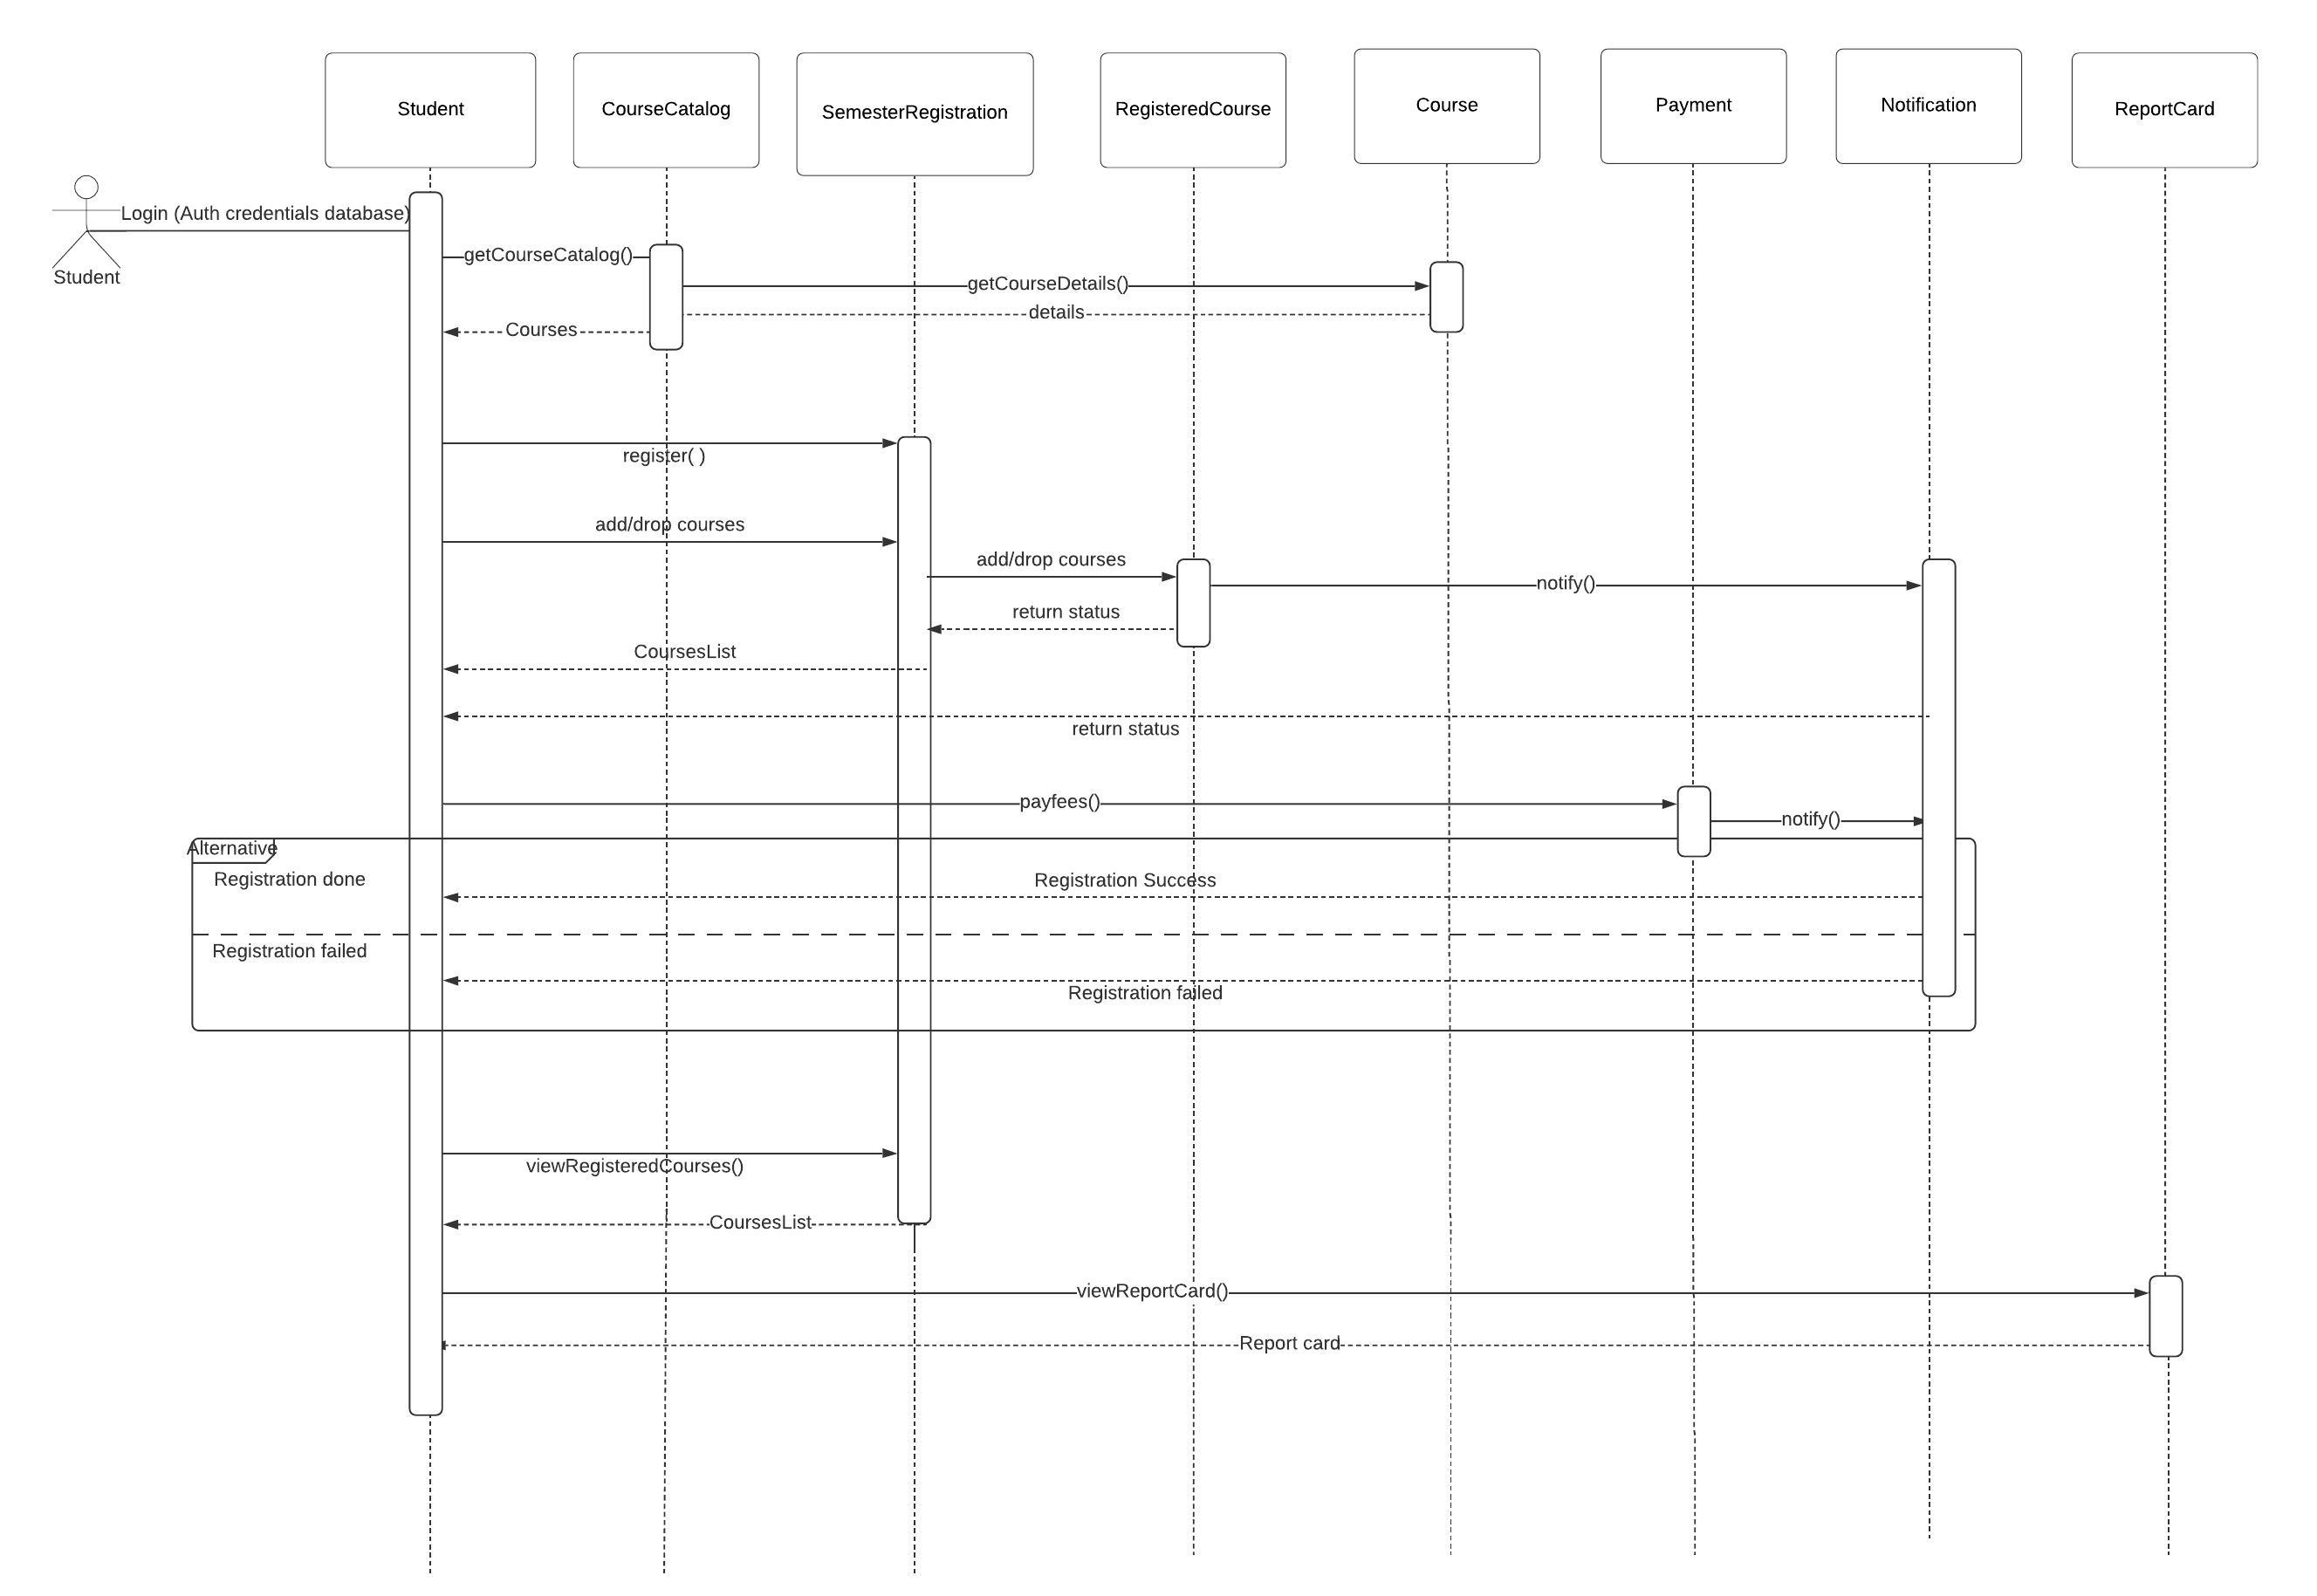 Student
CourseCatalog
SemesterRegistration
RegisteredCourse
Course
Payment
Notification
ReportCard
Login (Auth credentials database)
Student
getCourseCatalog()
getCourseDetails()
details
Courses
register( )
add/drop courses
add/drop courses
notify()
return status
CoursesList
return status
payfees()
notify()
Alternative
Registration done
Registration Success
Registration failed
Registration failed
viewRegisteredCourses()
CoursesList
viewReportCard()
Report card